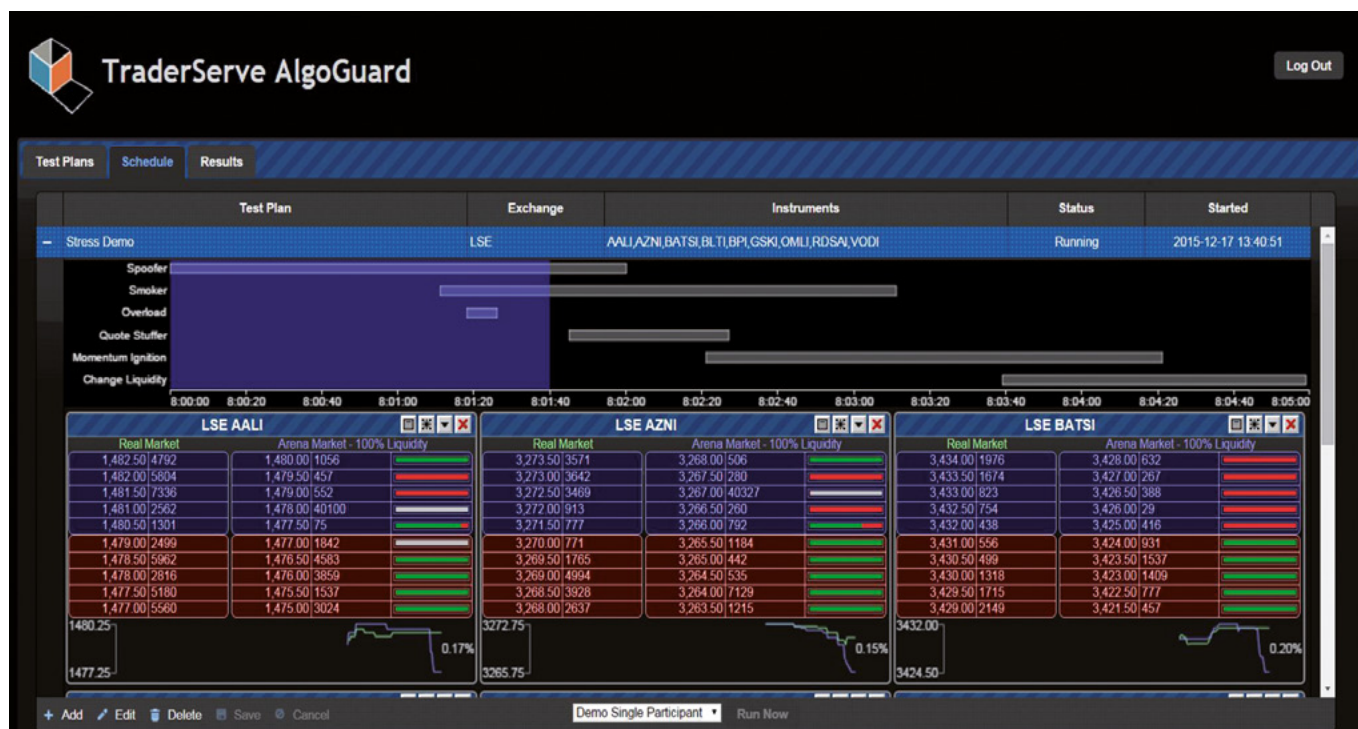 TraderServe AlgoGuard
Log Out
Test Plans Schedule Results
Test Plan Exchange Instruments Status Started
− Stress Demo LSE AALI,AZNI,BATSI,BLTI,BPI,GSKI,OMLI,RDSAI,VODI Running 2015-12-17 13:40:51
Spoofer
Smoker
Overload
Quote Stuffer
Momentum Ignition
Change Liquidity
8:00:00 8:00:20 8:00:40 8:01:00 8:01:20 8:01:40 8:02:00 8:02:20 8:02:40 8:03:00 8:03:20 8:03:40 8:04:00 8:04:20 8:04:40 8:05:00
LSE AALI
Real Market Arena Market - 100% Liquidity
1,482.50 4792 1,480.00 1056
1,482.00 5804 1,479.50 457
1,481.50 7336 1,479.00 552
1,481.00 2562 1,478.00 40100
1,480.50 1301 1,477.50 75
1,479.00 2499 1,477.00 1842
1,478.50 5962 1,476.50 4583
1,478.00 2816 1,476.00 3859
1,477.50 5180 1,475.50 1537
1,477.00 5560 1,475.00 3024
1480.25
0.17%
1477.25
LSE AZNI
Real Market Arena Market - 100% Liquidity
3,273.50 3571 3,268.00 506
3,273.00 3642 3,267.50 280
3,272.50 3469 3,267.00 40327
3,272.00 913 3,266.50 260
3,271.50 777 3,266.00 792
3,270.00 771 3,265.50 1184
3,269.50 1765 3,265.00 442
3,269.00 4994 3,264.50 535
3,268.50 3928 3,264.00 7129
3,268.00 2637 3,263.50 1215
3272.75
0.15%
3265.75
LSE BATSI
Real Market Arena Market - 100% Liquidity
3,434.00 1976 3,428.00 632
3,433.50 1674 3,427.00 267
3,433.00 823 3,426.50 388
3,432.50 754 3,426.00 29
3,432.00 438 3,425.00 416
3,431.00 556 3,424.00 931
3,430.50 499 3,423.50 1537
3,430.00 1318 3,423.00 1409
3,429.50 1715 3,422.50 777
3,429.00 2149 3,421.50 457
3432.00
0.20%
3424.50
+ Add Edit Delete Save Cancel Demo Single Participant Run Now